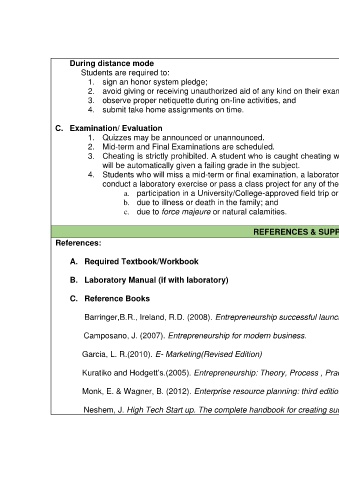 During distance mode
Students are required to:
1. sign an honor system pledge;
2. avoid giving or receiving unauthorized aid of any kind on their exam
3. observe proper netiquette during on-line activities, and
4. submit take home assignments on time.
C. Examination/ Evaluation
1. Quizzes may be announced or unannounced.
2. Mid-term and Final Examinations are scheduled.
3. Cheating is strictly prohibited. A student who is caught cheating w
will be automatically given a failing grade in the subject.
4. Students who will miss a mid-term or final examination, a laborator
conduct a laboratory exercise or pass a class project for any of the
a. participation in a University/College-approved field trip or
b. due to illness or death in the family; and
c. due to force majeure or natural calamities.
REFERENCES & SUPP
References:
A. Required Textbook/Workbook
B. Laboratory Manual (if with laboratory)
C. Reference Books
Barringer,B.R., Ireland, R.D. (2008). Entrepreneurship successful launc
Camposano, J. (2007). Entrepreneurship for modern business.
Garcia, L. R.(2010). E- Marketing(Revised Edition)
Kuratiko and Hodgett's.(2005). Entrepreneurship: Theory, Process , Prac
Monk, E. & Wagner, B. (2012). Enterprise resource planning: third editio
Neshem, J. High Tech Start up. The complete handbook for creating suc